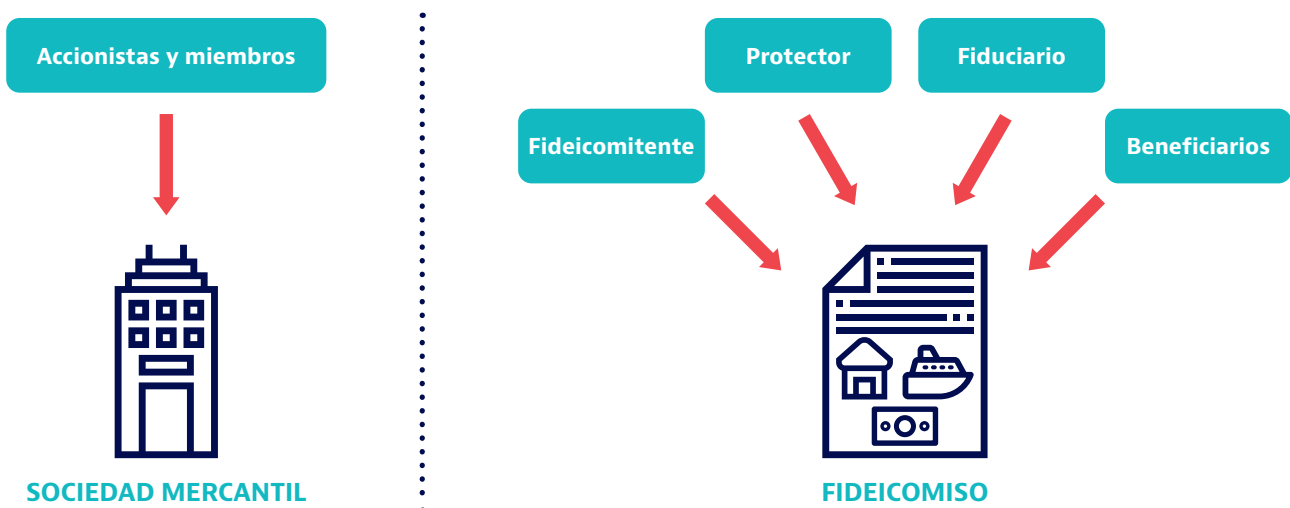 Accionistas y miembros
SOCIEDAD MERCANTIL
Fideicomitente
Protector
Fiduciario
Beneficiarios
FIDEICOMISO